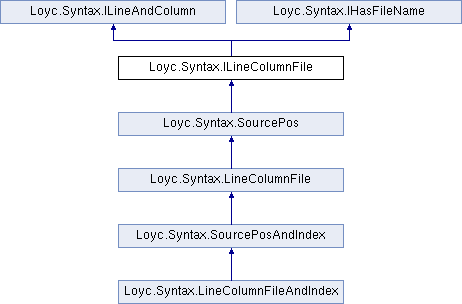 Loyc.Syntax.ILineAndColumn
Loyc.Syntax.IHasFileName
Loyc.Syntax.ILineColumnFile
Loyc.Syntax.SourcePos
Loyc.Syntax.LineColumnFile
Loyc.Syntax.SourcePosAndIndex
Loyc.Syntax.LineColumnFileAndIndex